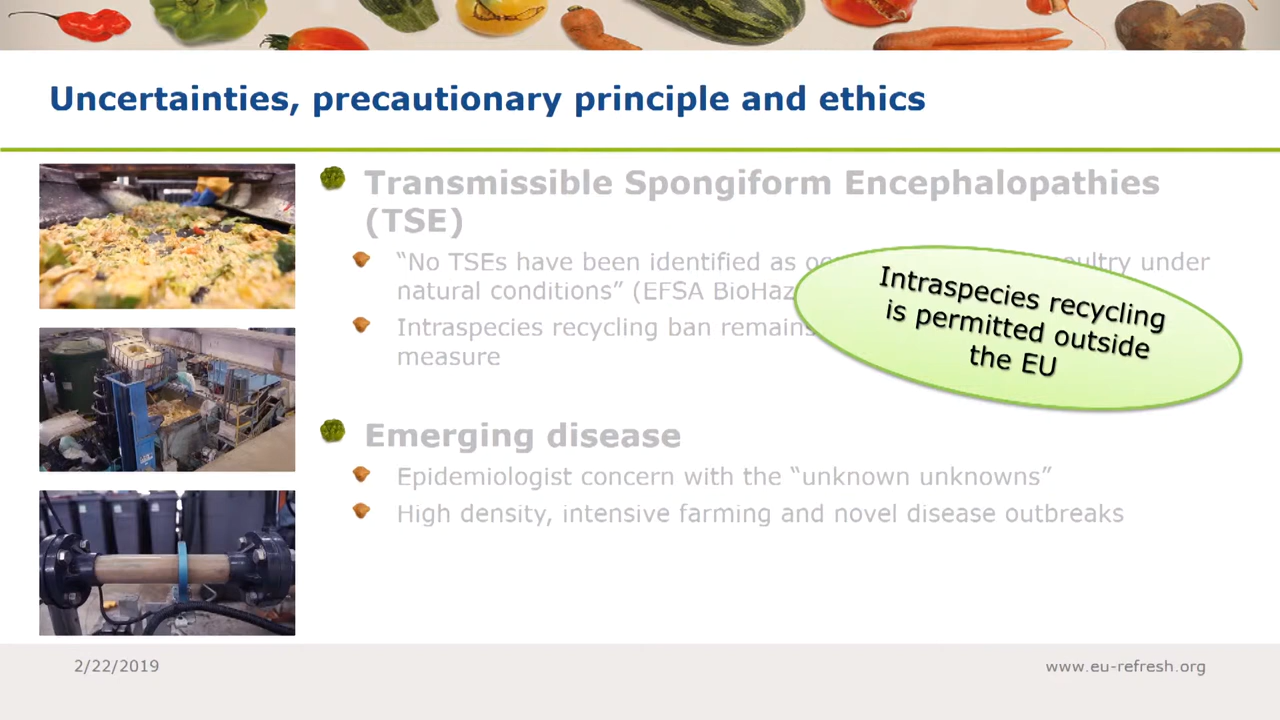 Uncertainties, precautionary principle and ethics
Transmissible Spongiform Encephalopathies
(TSE)
“No TSEs have been identified as
poultry under
natural conditions” (EFSA BioHaz
Intraspecies recycling ban remains
measure
Intraspecies recycling
is permitted outside
the EU
Emerging disease
Epidemiologist concern with the “unknown unknowns”
High density, intensive farming and novel disease outbreaks
2/22/2019
www.eu-refresh.org